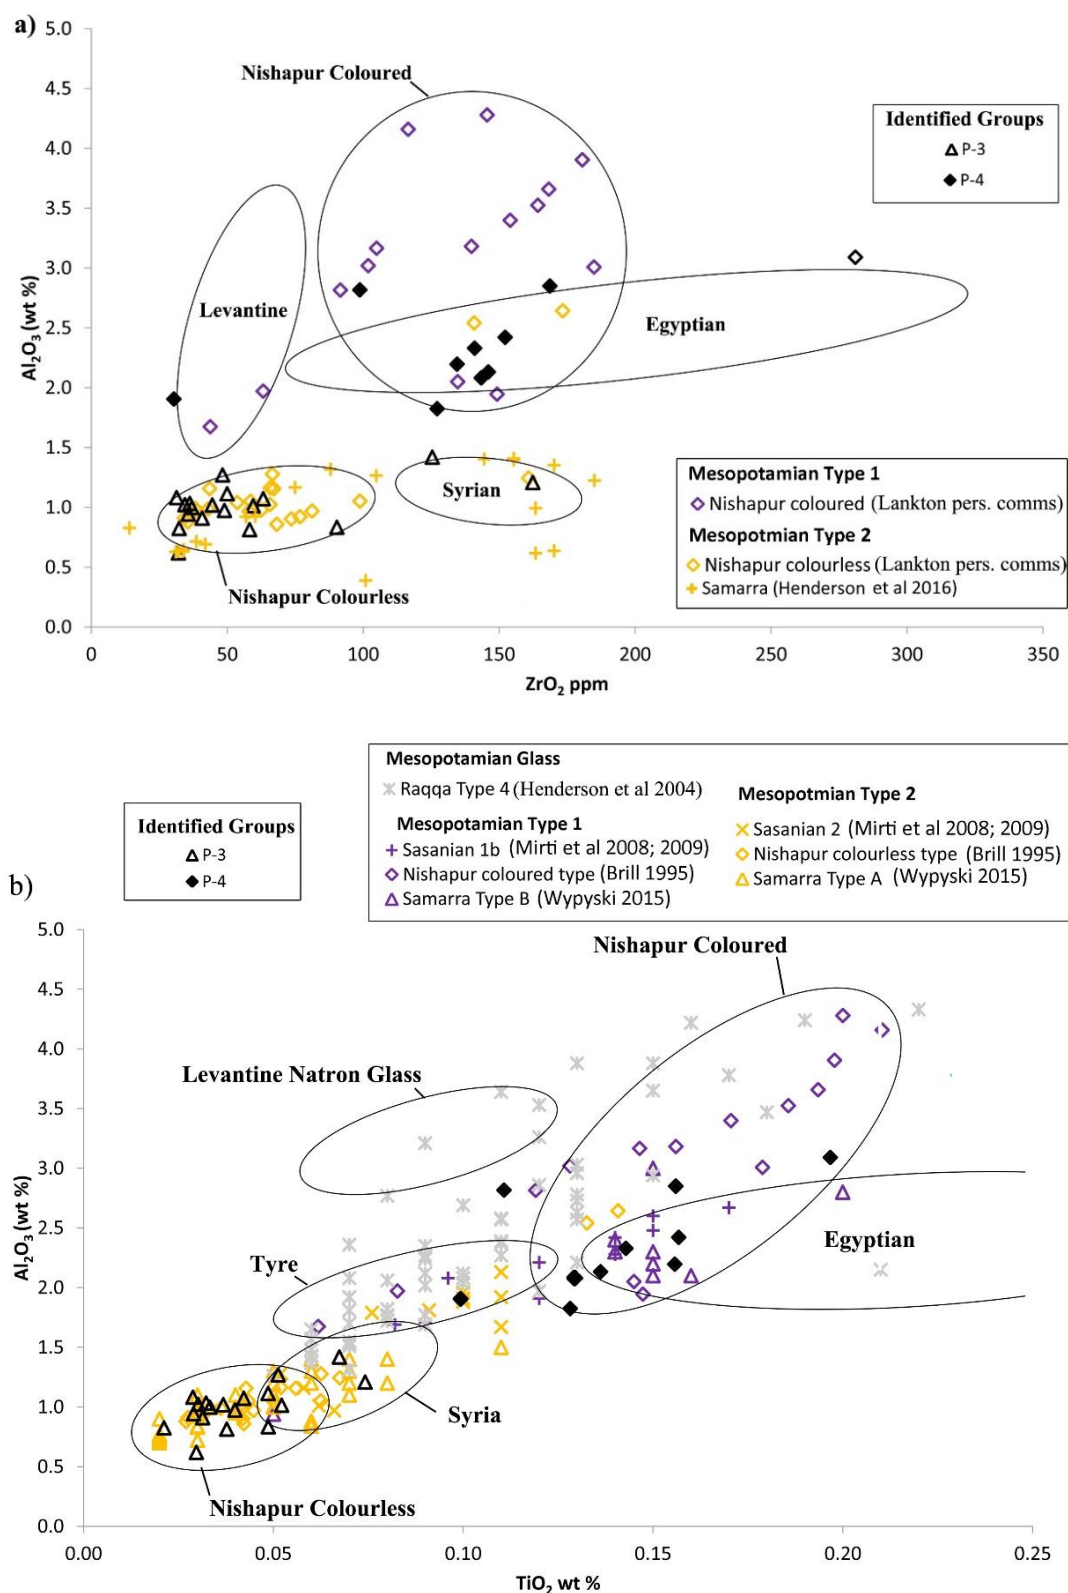 a)
5.0
4.5
4.0
3.5
3.0
2.5
2.0
1.5
1.0
0.5
0.0
Al₂O₃ (wt %)
0 50 100 150 200 250 300 350
ZrO₂ ppm
Nishapur Coloured
Levantine
Egyptian
Syrian
Nishapur Colourless
Identified Groups
P-3
P-4
Mesopotamian Type 1
Nishapur coloured (Lankton pers. comms)
Mesopotmian Type 2
Nishapur colourless (Lankton pers. comms)
Samarra (Henderson et al 2016)
Identified Groups
P-3
P-4
Mesopotamian Glass
Raqqa Type 4 (Henderson et al 2004)
Mesopotamian Type 1
Sasanian 1b (Mirti et al 2008; 2009)
Nishapur coloured type (Brill 1995)
Samarra Type B (Wypyski 2015)
Mesopotmian Type 2
Sasanian 2 (Mirti et al 2008; 2009)
Nishapur colourless type (Brill 1995)
Samarra Type A (Wypyski 2015)
b)
5.0
4.5
4.0
3.5
3.0
2.5
2.0
1.5
1.0
0.5
0.0
Al₂O₃ (wt %)
0.00 0.05 0.10 0.15 0.20 0.25
TiO₂ wt %
Nishapur Coloured
Levantine Natron Glass
Egyptian
Tyre
Syria
Nishapur Colourless